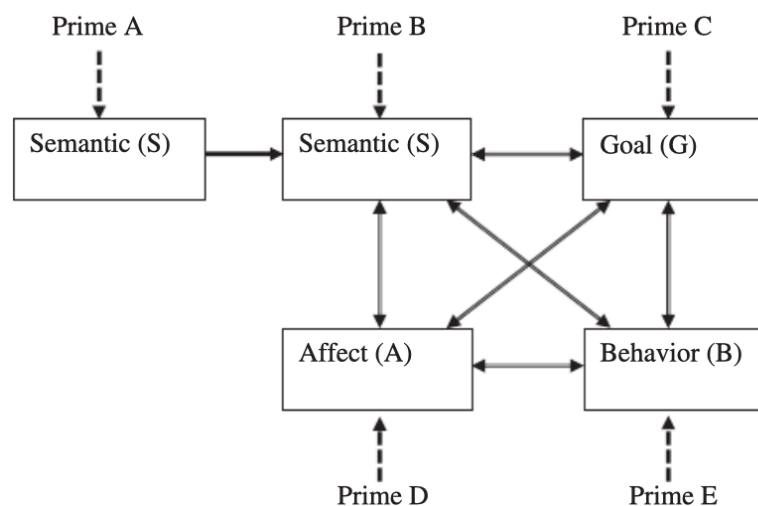 Prime A
Prime B
Prime C
Semantic (S)
Semantic (S)
Goal (G)
Affect (A)
Behavior (B)
Prime D
Prime E